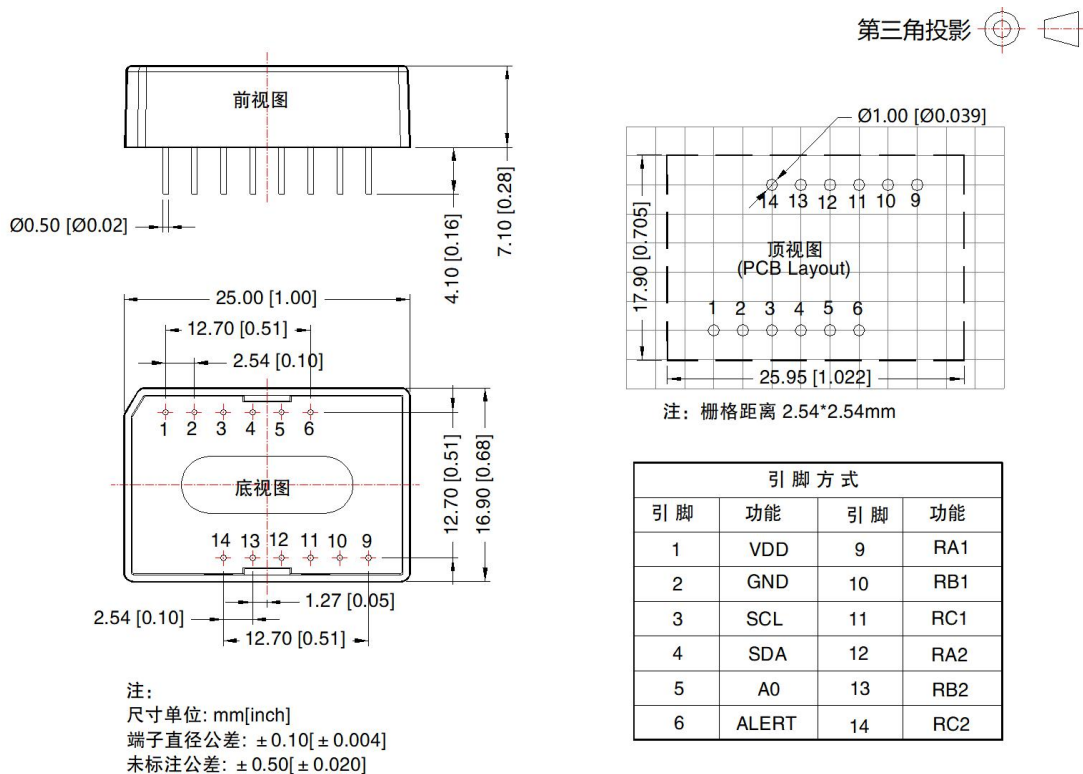 第三角投影
前视图
Ø0.50 [Ø0.02]
4.10 [0.16]
7.10 [0.28]
Ø1.00 [Ø0.039]
17.90 [0.705]
14 13 12 11 10 9
顶视图
(PCB Layout)
1 2 3 4 5 6
25.95 [1.022]
注: 栅格距离 2.54*2.54mm
25.00 [1.00]
12.70 [0.51]
2.54 [0.10]
1 2 3 4 5 6
底视图
14 13 12 11 10 9
12.70 [0.51]
16.90 [0.68]
1.27 [0.05]
2.54 [0.10]
12.70 [0.51]
引脚方式
引脚 功能 引脚 功能
1 VDD 9 RA1
2 GND 10 RB1
3 SCL 11 RC1
4 SDA 12 RA2
5 A0 13 RB2
6 ALERT 14 RC2
注:
尺寸单位: mm[inch]
端子直径公差: ±0.10[±0.004]
未标注公差: ±0.50[±0.020]